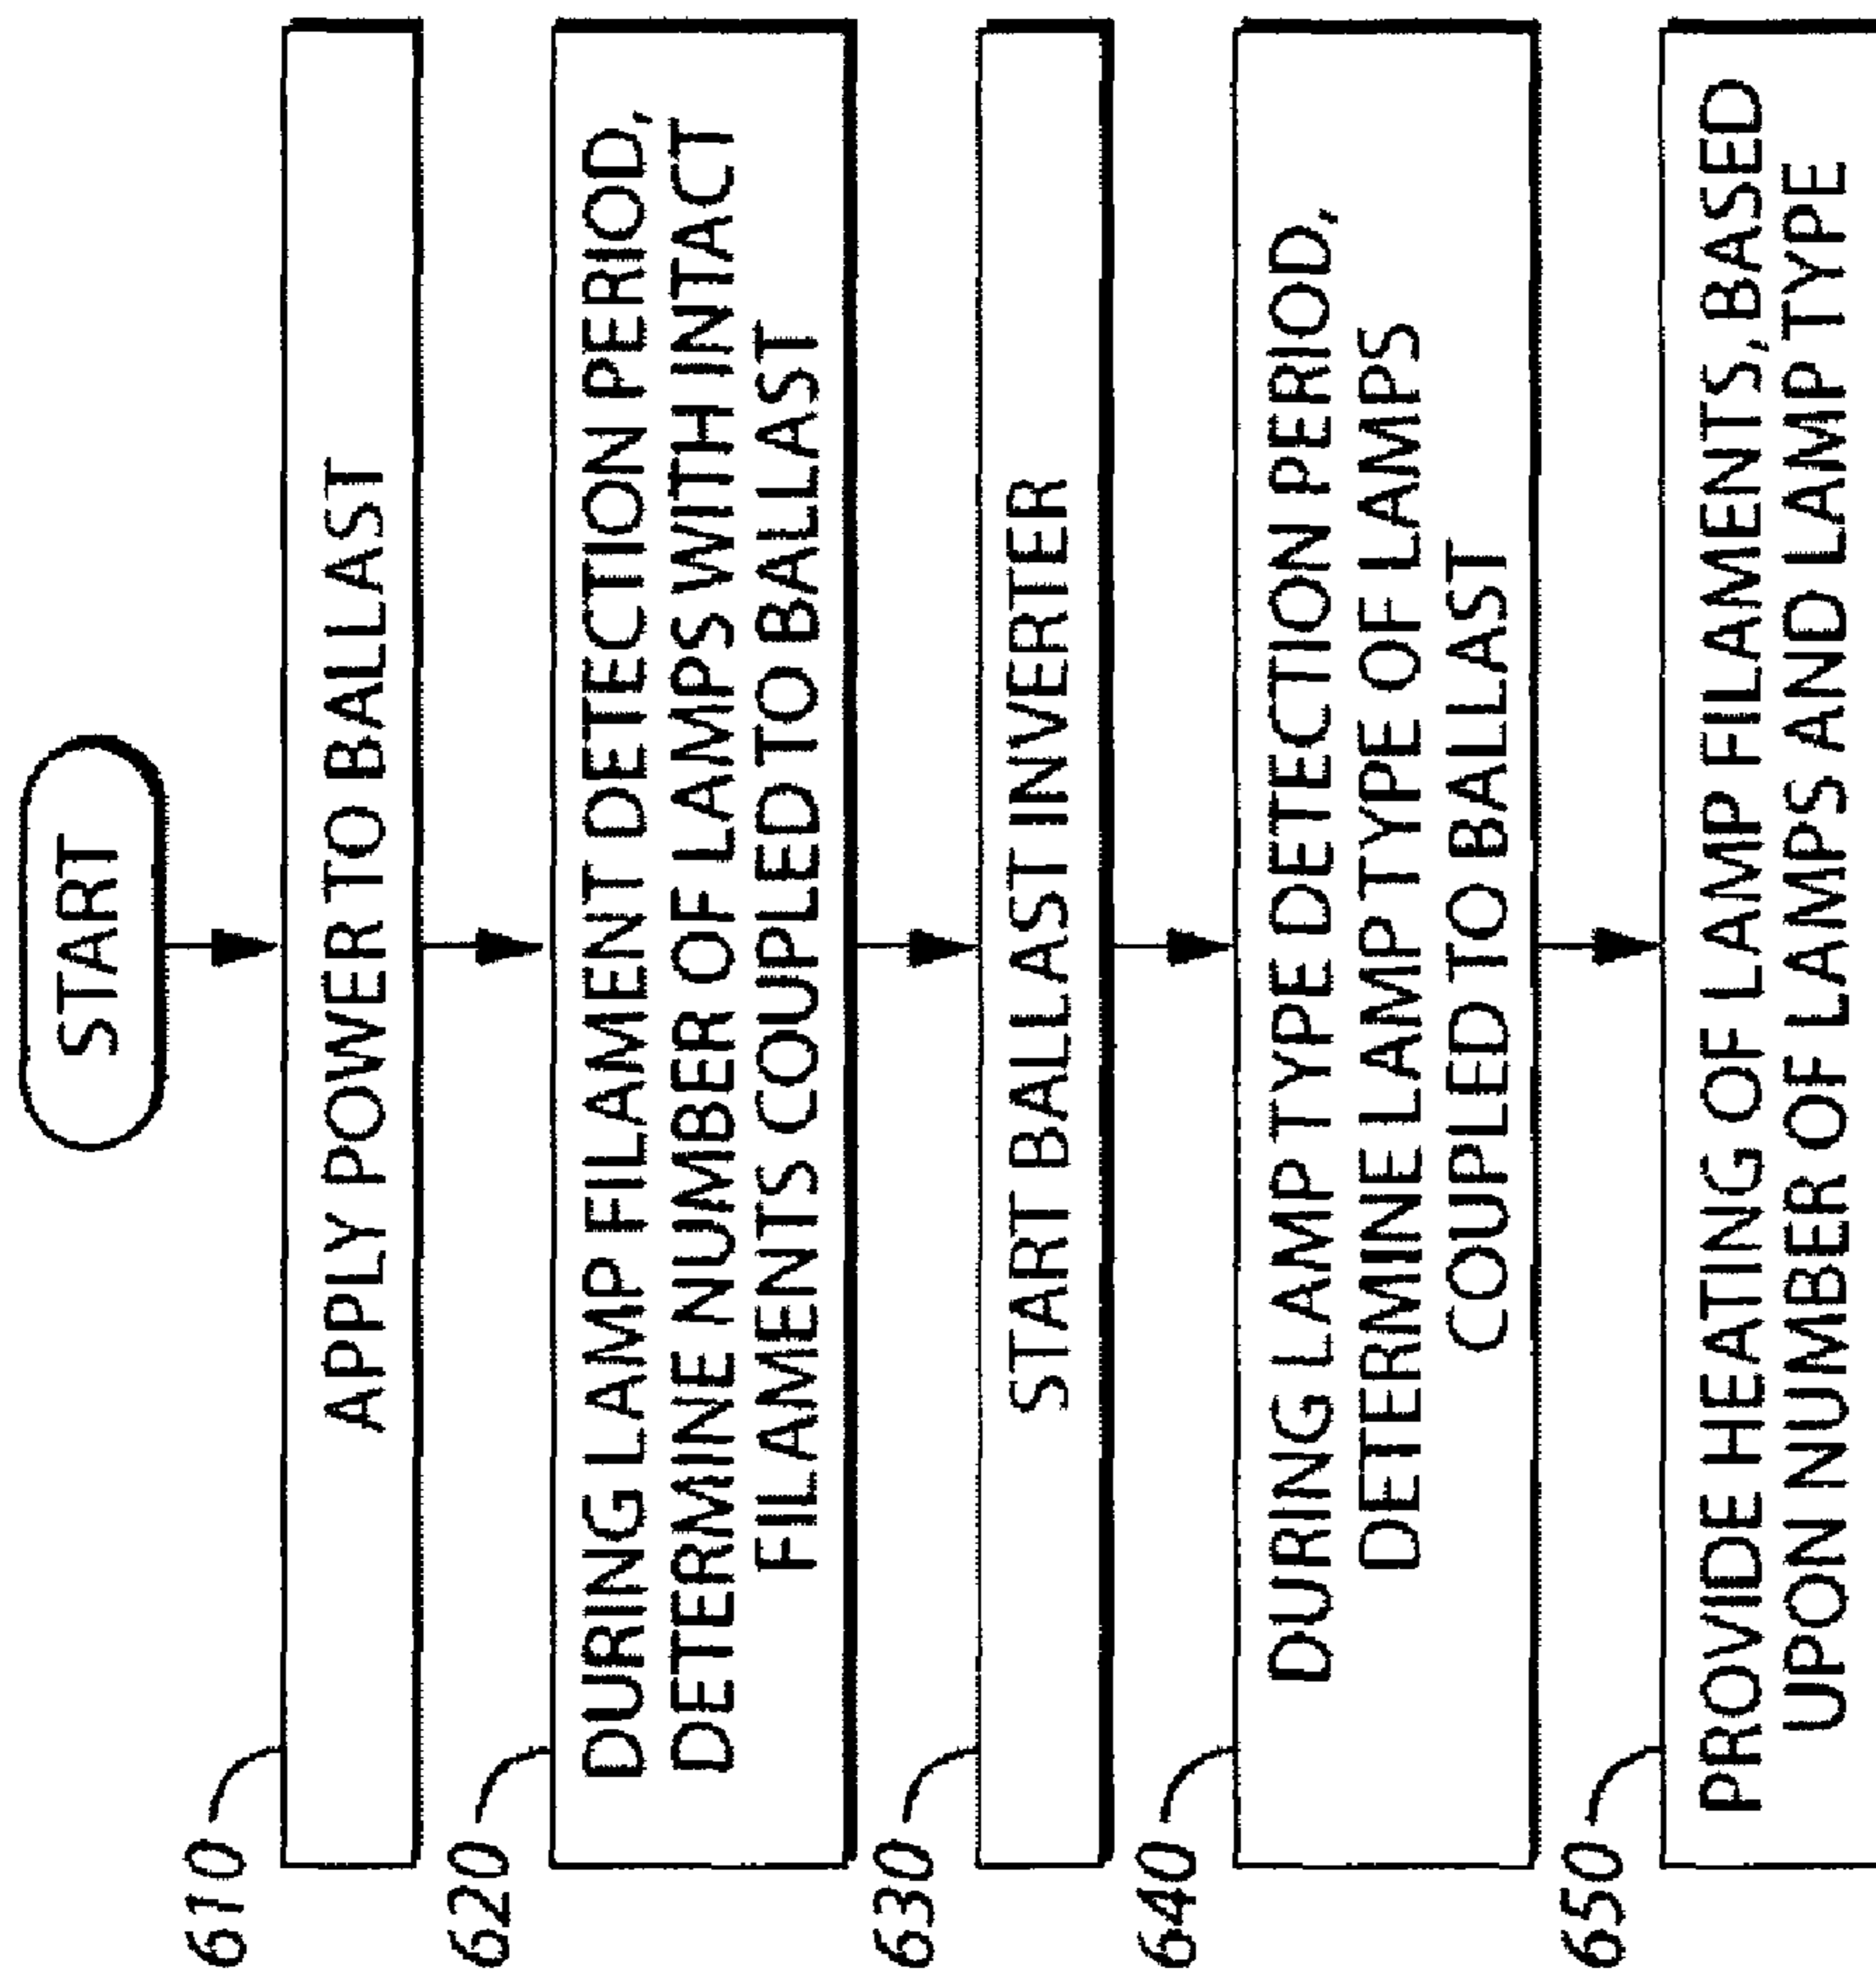 START
610
APPLY POWER TO BALLAST
620
DURING LAMP FILAMENT DETECTION PERIOD,
DETERMINE NUMBER OF LAMPS WITH INTACT
FILAMENTS COUPLED TO BALLAST
630
START BALLAST INVERTER
640
DURING LAMP TYPE DETECTION PERIOD,
DETERMINE LAMP TYPE OF LAMPS
COUPLED TO BALLAST
650
PROVIDE HEATING OF LAMP FILAMENTS, BASED
UPON NUMBER OF LAMPS AND LAMP TYPE